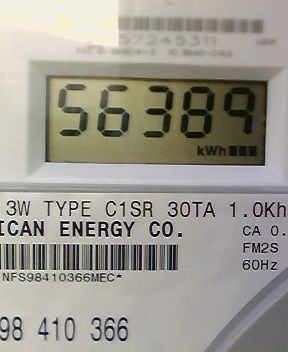 57245311
56389
kWh
3W TYPE C1SR 30TA 1.0Kh
ICAN ENERGY CO.
CA 0.
FM2S
60Hz
NFS98410366MEC*
98 410 366